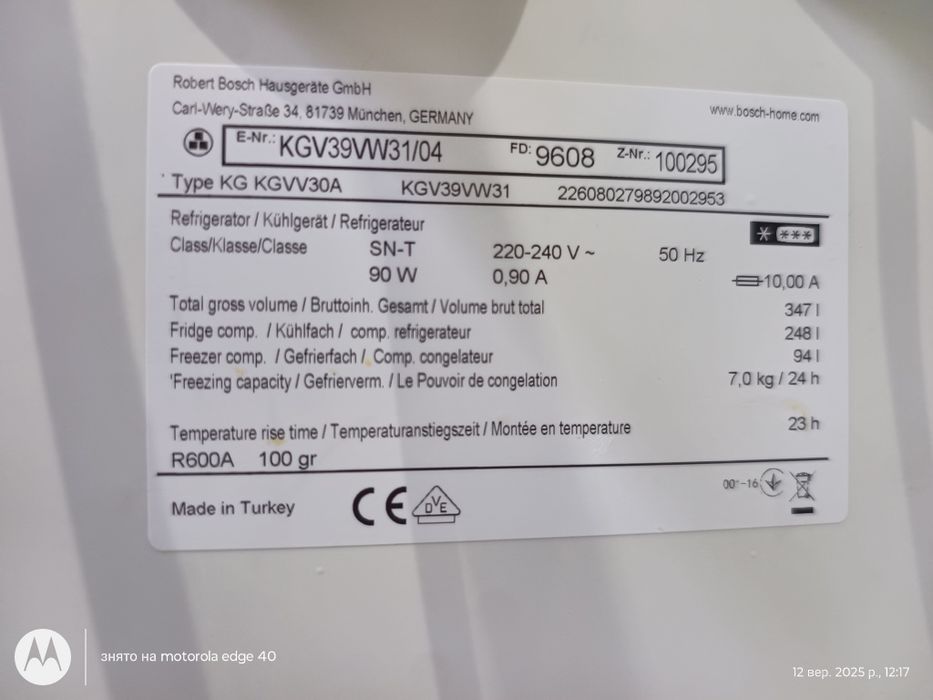 Robert Bosch Hausgeräte GmbH
Carl-Wery-Straße 34, 81739 München, GERMANY
www.bosch-home.com
E-Nr.: KGV39VW31/04 FD: 9608 Z-Nr.: 100295
Type KG KGVV30A KGV39VW31 226080279892002953
Refrigerator / Kühlgerät / Refrigerateur
Class/Klasse/Classe SN-T 220-240 V ~ 50 Hz
90 W 0,90 A 10,00 A
Total gross volume / Bruttoinh. Gesamt / Volume brut total 347 l
Fridge comp. / Kühlfach / comp. refrigerateur 248 l
Freezer comp. / Gefrierfach / Comp. congelateur 94 l
'Freezing capacity / Gefrierverm. / Le Pouvoir de congelation 7,0 kg / 24 h
Temperature rise time / Temperaturanstiegszeit / Montée en temperature 23 h
R600A 100 gr
Made in Turkey CE DVE
знято на motorola edge 40
12 вер. 2025 р., 12:17